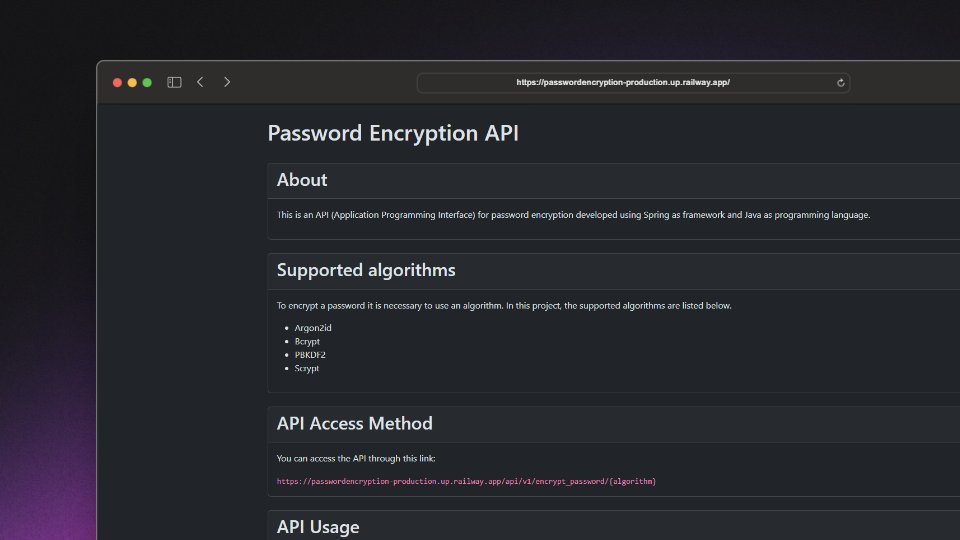 https://passwordencryption-production.up.railway.app/
Password Encryption API
About
This is an API (Application Programming Interface) for password encryption developed using Spring as framework and Java as programming language.
Supported algorithms
To encrypt a password it is necessary to use an algorithm. In this project, the supported algorithms are listed below.
Argon2id
Bcrypt
PBKDF2
Scrypt
API Access Method
You can access the API through this link:
https://passwordencryption-production.up.railway.app/api/v1/encrypt_password/{algorithm}
API Usage